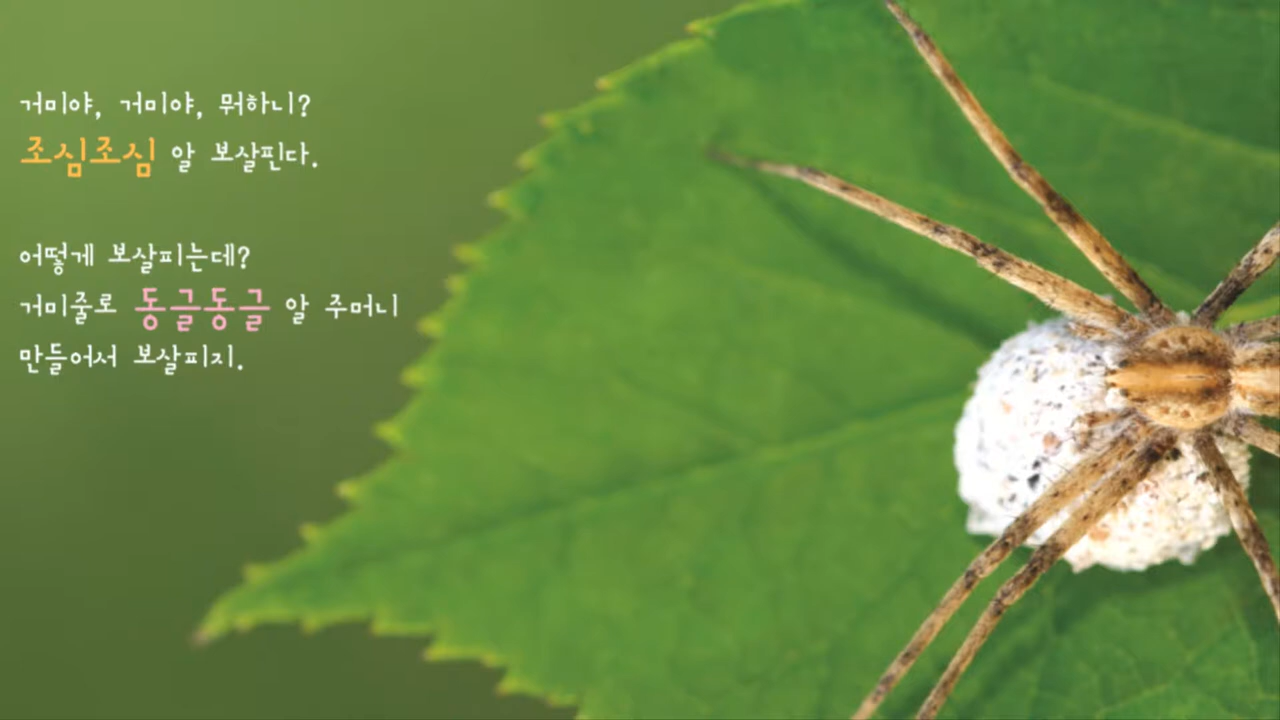 거미야, 거미야, 뭐하니?
조심조심 알 보살핀다.
어떻게 보살피는데?
거미줄로 동글동글 알 주머니
만들어서 보살피지.